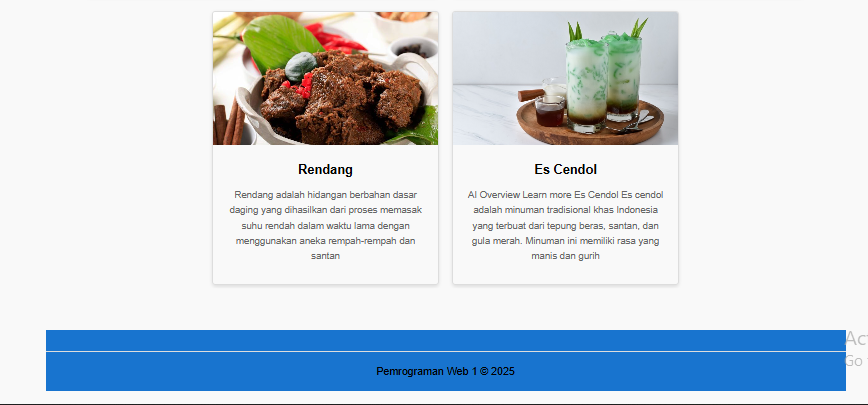 Rendang
Rendang adalah hidangan berbahan dasar
daging yang dihasilkan dari proses memasak
suhu rendah dalam waktu lama dengan
menggunakan aneka rempah-rempah dan
santan
Es Cendol
AI Overview Learn more Es Cendol Es cendol
adalah minuman tradisional khas Indonesia
yang terbuat dari tepung beras, santan, dan
gula merah. Minuman ini memiliki rasa yang
manis dan gurih
Act
Go
Pemrograman Web 1 © 2025